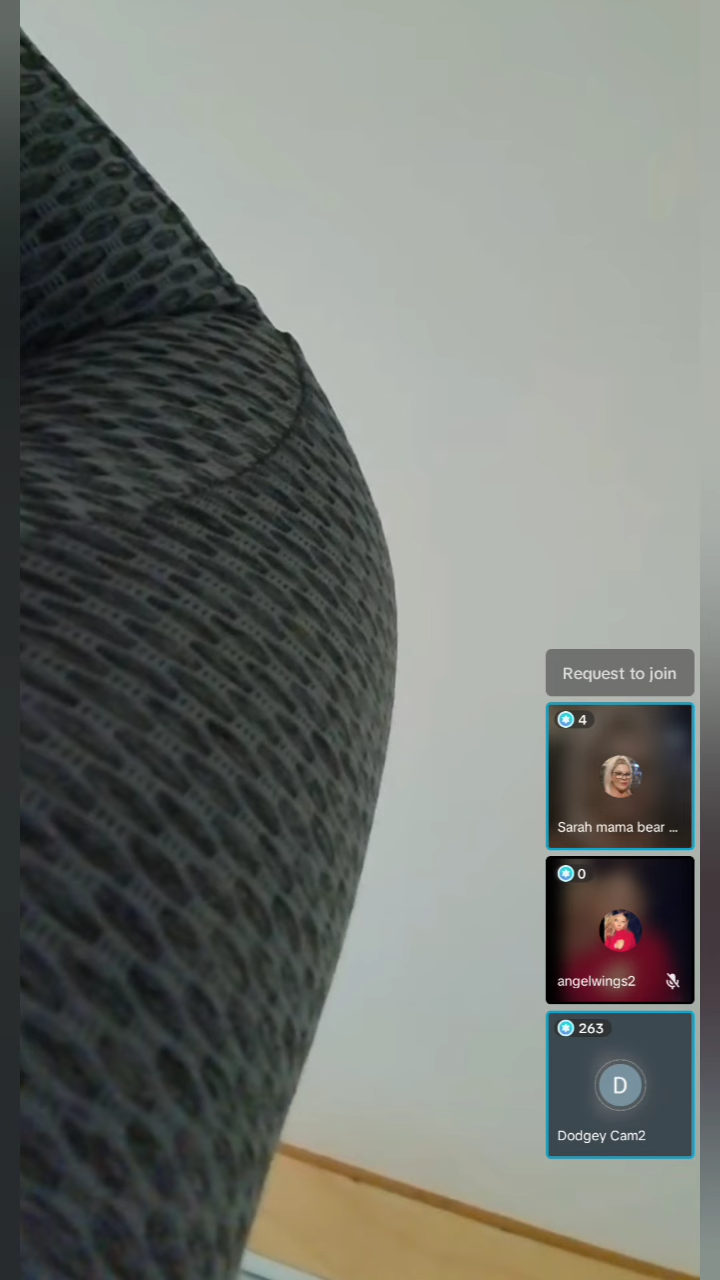 Request to join
4
Sarah mama bear ...
0
angelwings2
263
D
Dodgey Cam2